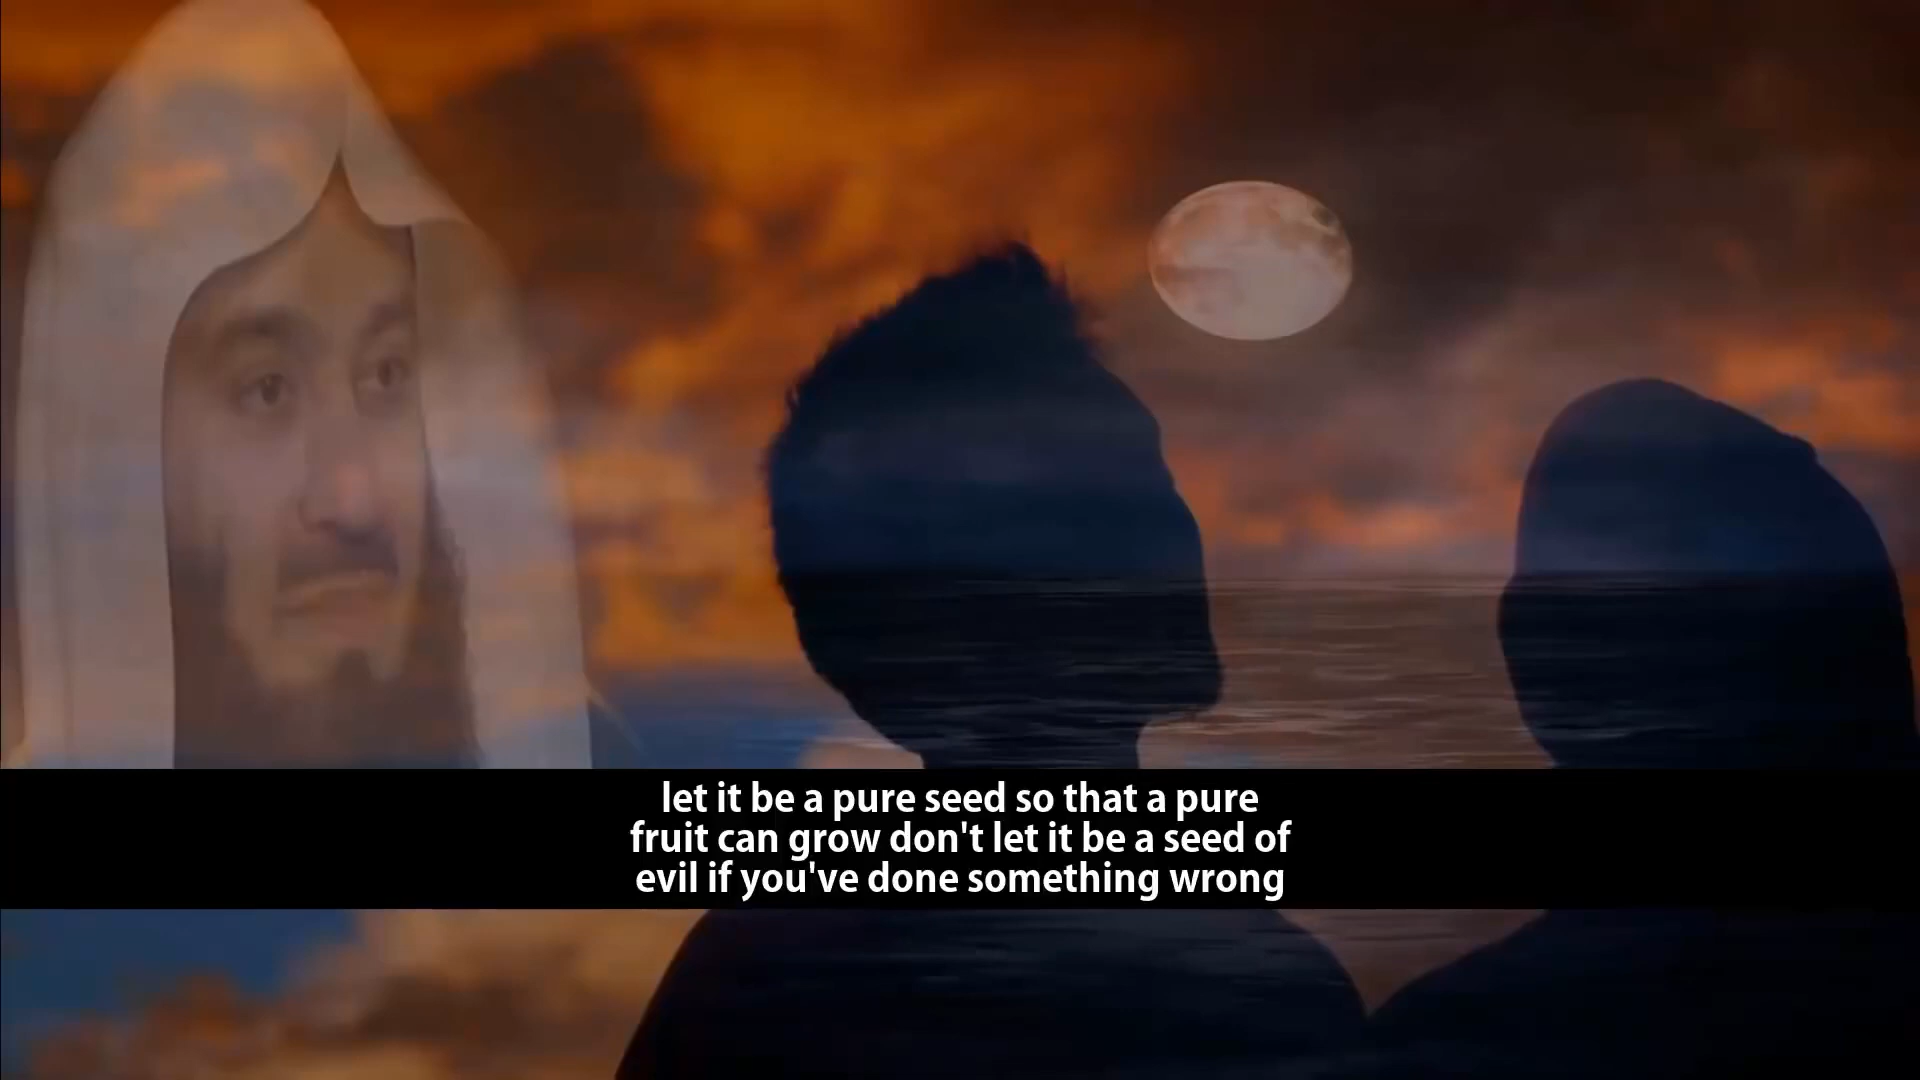 let it be a pure seed so that a pure
fruit can grow don't let it be a seed of
evil if you've done something wrong